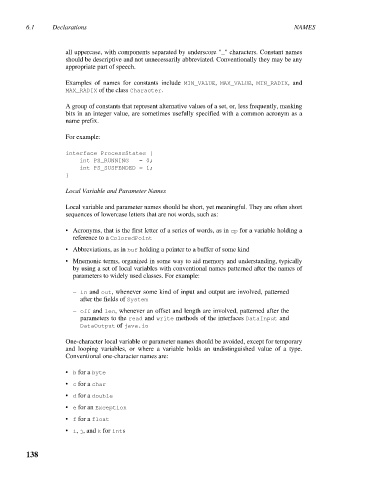 6.1 Declarations NAMES
all uppercase, with components separated by underscore "_" characters. Constant names
should be descriptive and not unnecessarily abbreviated. Conventionally they may be any
appropriate part of speech.
Examples of names for constants include MIN_VALUE, MAX_VALUE, MIN_RADIX, and
MAX_RADIX of the class Character.
A group of constants that represent alternative values of a set, or, less frequently, masking
bits in an integer value, are sometimes usefully specified with a common acronym as a
name prefix.
For example:
interface ProcessStates {
int PS_RUNNING = 0;
int PS_SUSPENDED = 1;
}
Local Variable and Parameter Names
Local variable and parameter names should be short, yet meaningful. They are often short
sequences of lowercase letters that are not words, such as:
• Acronyms, that is the first letter of a series of words, as in cp for a variable holding a
reference to a ColoredPoint
• Abbreviations, as in buf holding a pointer to a buffer of some kind
• Mnemonic terms, organized in some way to aid memory and understanding, typically
by using a set of local variables with conventional names patterned after the names of
parameters to widely used classes. For example:
– in and out, whenever some kind of input and output are involved, patterned
after the fields of System
– off and len, whenever an offset and length are involved, patterned after the
parameters to the read and write methods of the interfaces DataInput and
DataOutput of java.io
One-character local variable or parameter names should be avoided, except for temporary
and looping variables, or where a variable holds an undistinguished value of a type.
Conventional one-character names are:
• b for a byte
• c for a char
• d for a double
• e for an Exception
• f for a float
• i, j, and k for ints
138